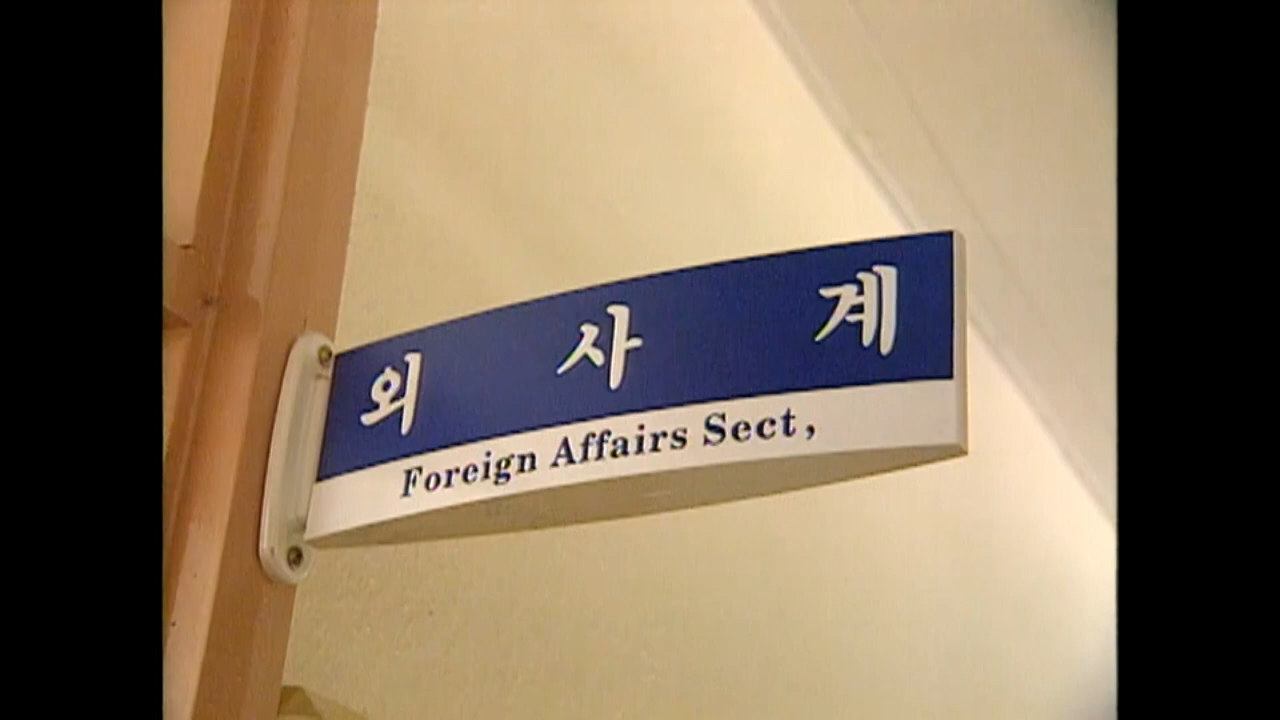 외 사 계
Foreign Affairs Sect,